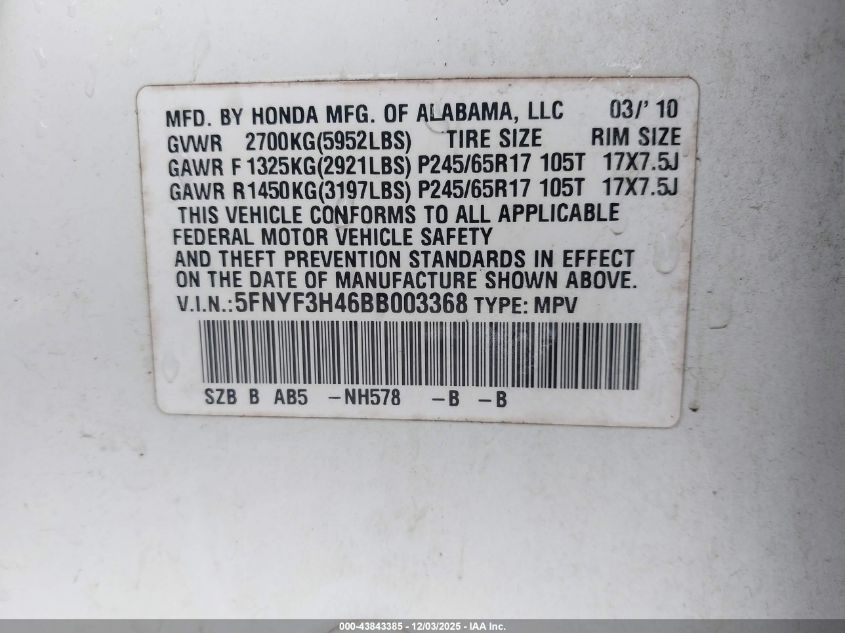 MFD. BY HONDA MFG. OF ALABAMA, LLC 03/' 10
GVWR 2700KG(5952LBS) TIRE SIZE RIM SIZE
GAWR F 1325KG(2921LBS) P245/65R17 105T 17X7.5J
GAWR R1450KG(3197LBS) P245/65R17 105T 17X7.5J
THIS VEHICLE CONFORMS TO ALL APPLICABLE
FEDERAL MOTOR VEHICLE SAFETY
AND THEFT PREVENTION STANDARDS IN EFFECT
ON THE DATE OF MANUFACTURE SHOWN ABOVE.
V.I.N.:5FNYF3H46BB003368 TYPE: MPV
SZB B AB5 -NH578 -B -B
000-43843385 - 12/03/2025 - IAA Inc.